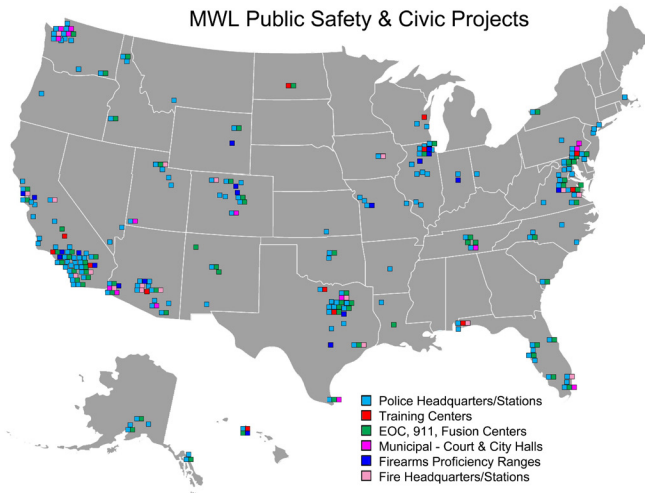 MWL Public Safety & Civic Projects
Police Headquarters/Stations
Training Centers
EOC, 911, Fusion Centers
Municipal - Court & City Halls
Firearms Proficiency Ranges
Fire Headquarters/Stations